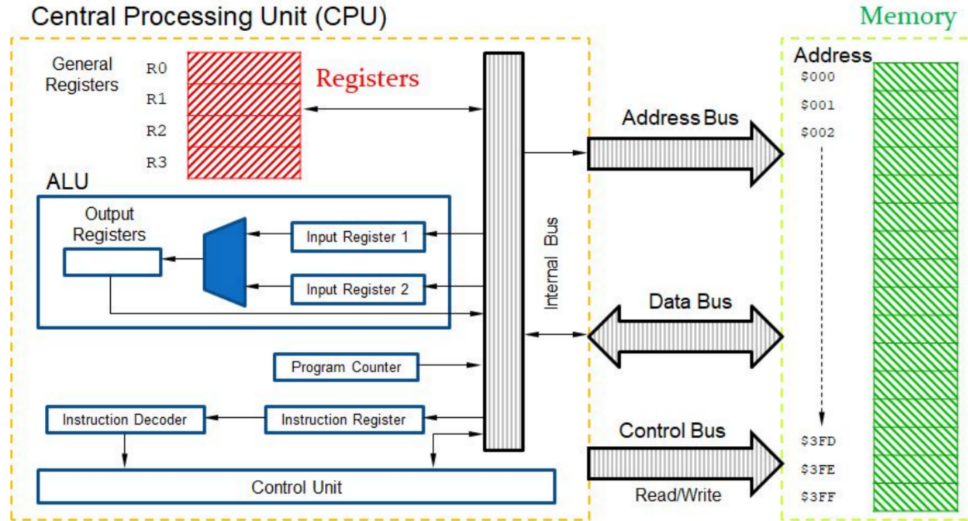 Central Processing Unit (CPU)
Memory
General
Registers
R0
R1
R2
R3
Registers
Address
$000
$001
$002
Address Bus
ALU
Output
Registers
Input Register 1
Input Register 2
Internal Bus
Data Bus
Program Counter
Instruction Decoder
Instruction Register
Control Unit
Control Bus
Read/Write
$3FD
$3FE
$3FF